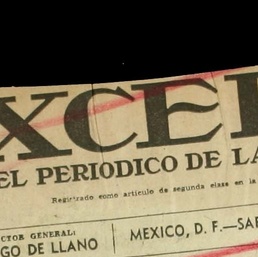 XCE
EL PERIODICO DE LA
Registrado como artículo de segunda clase en la
CTOR GENERAL:
GO DE LLANO
MEXICO, D. F.—SA